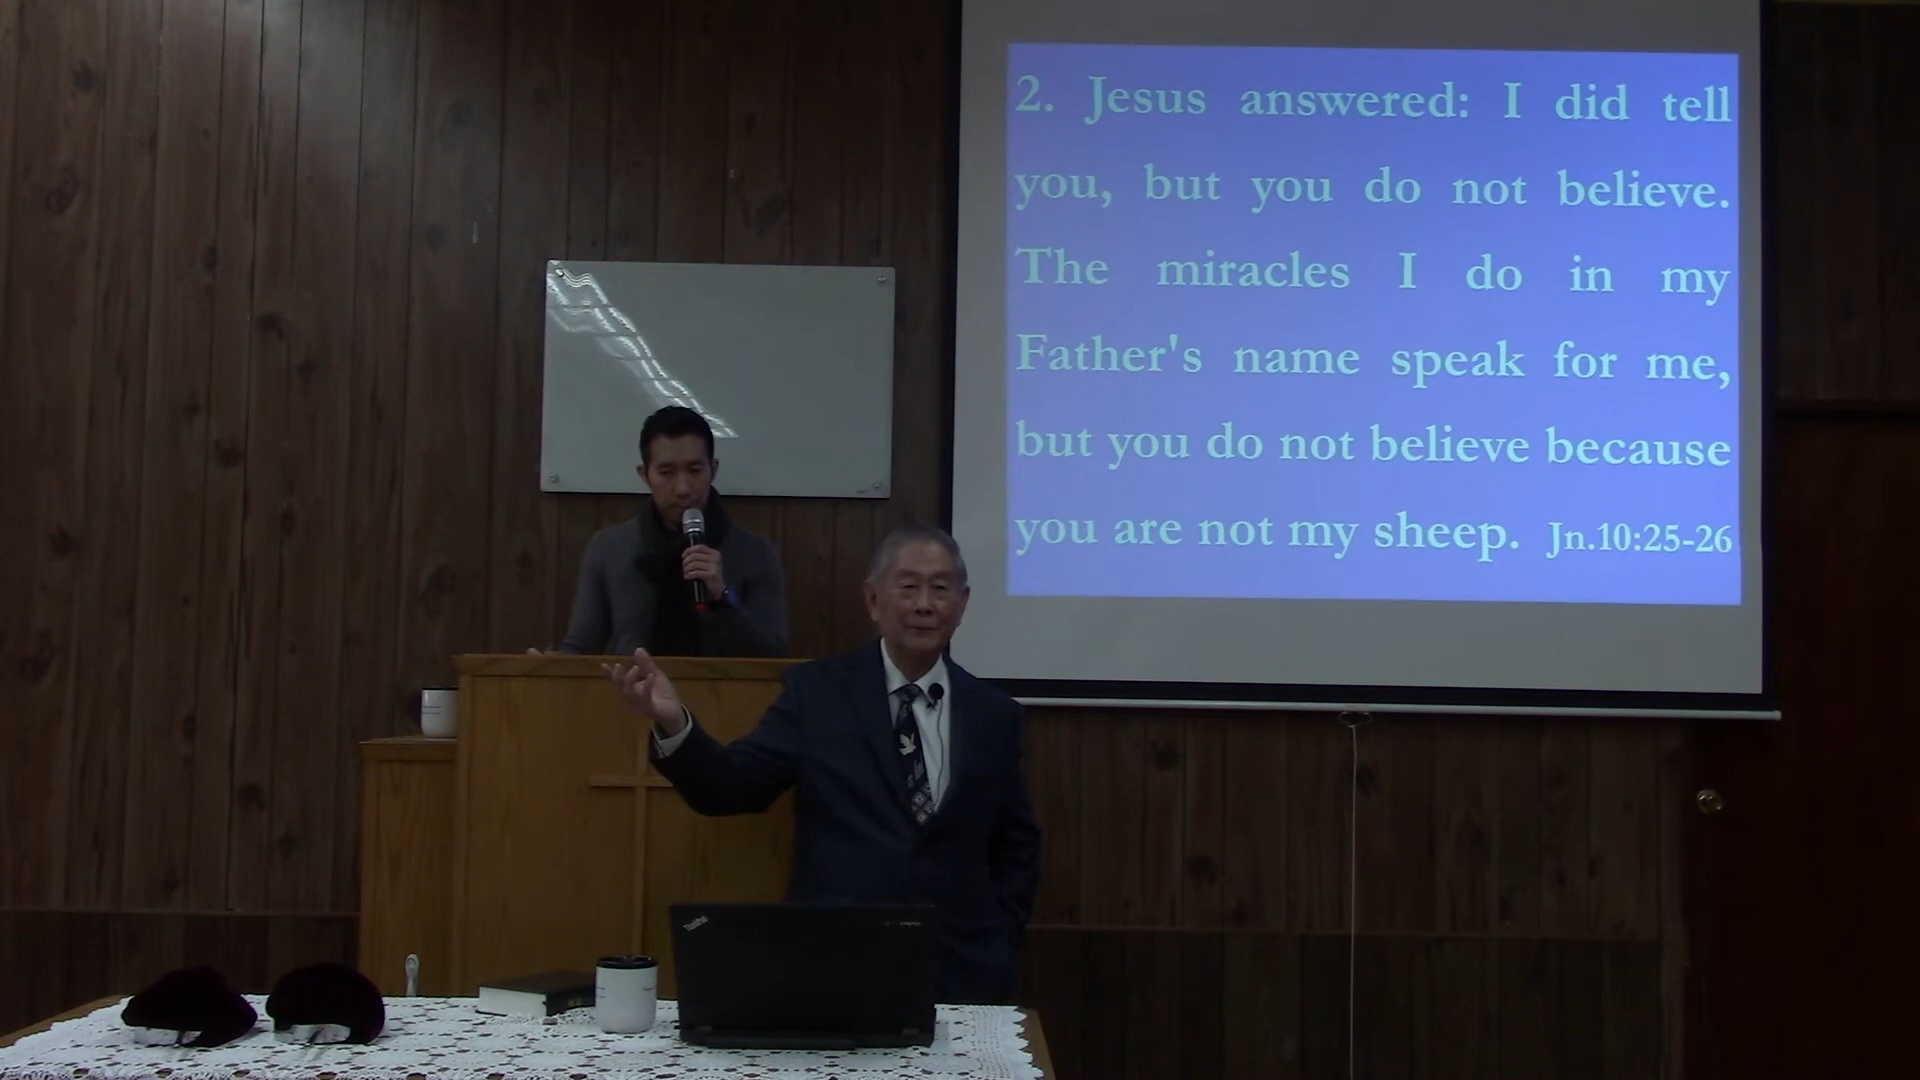 2. Jesus answered: I did tell
you, but you do not believe.
The miracles I do in my
Father's name speak for me,
but you do not believe because
you are not my sheep. Jn.10:25-26
ThinkPad